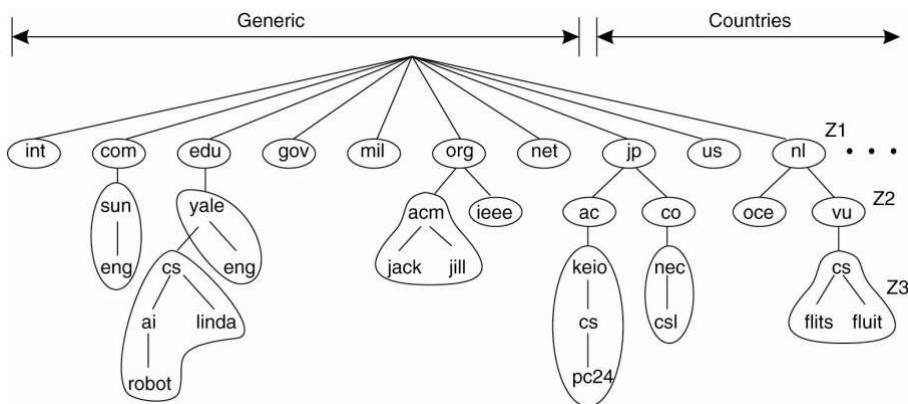 Generic Countries
Z1
int com edu gov mil org net jp us nl
Z2
sun yale acm ieee ac co oce vu
Z3
eng cs eng jack jill keio nec cs
ai linda cs csl flits fluit
robot pc24